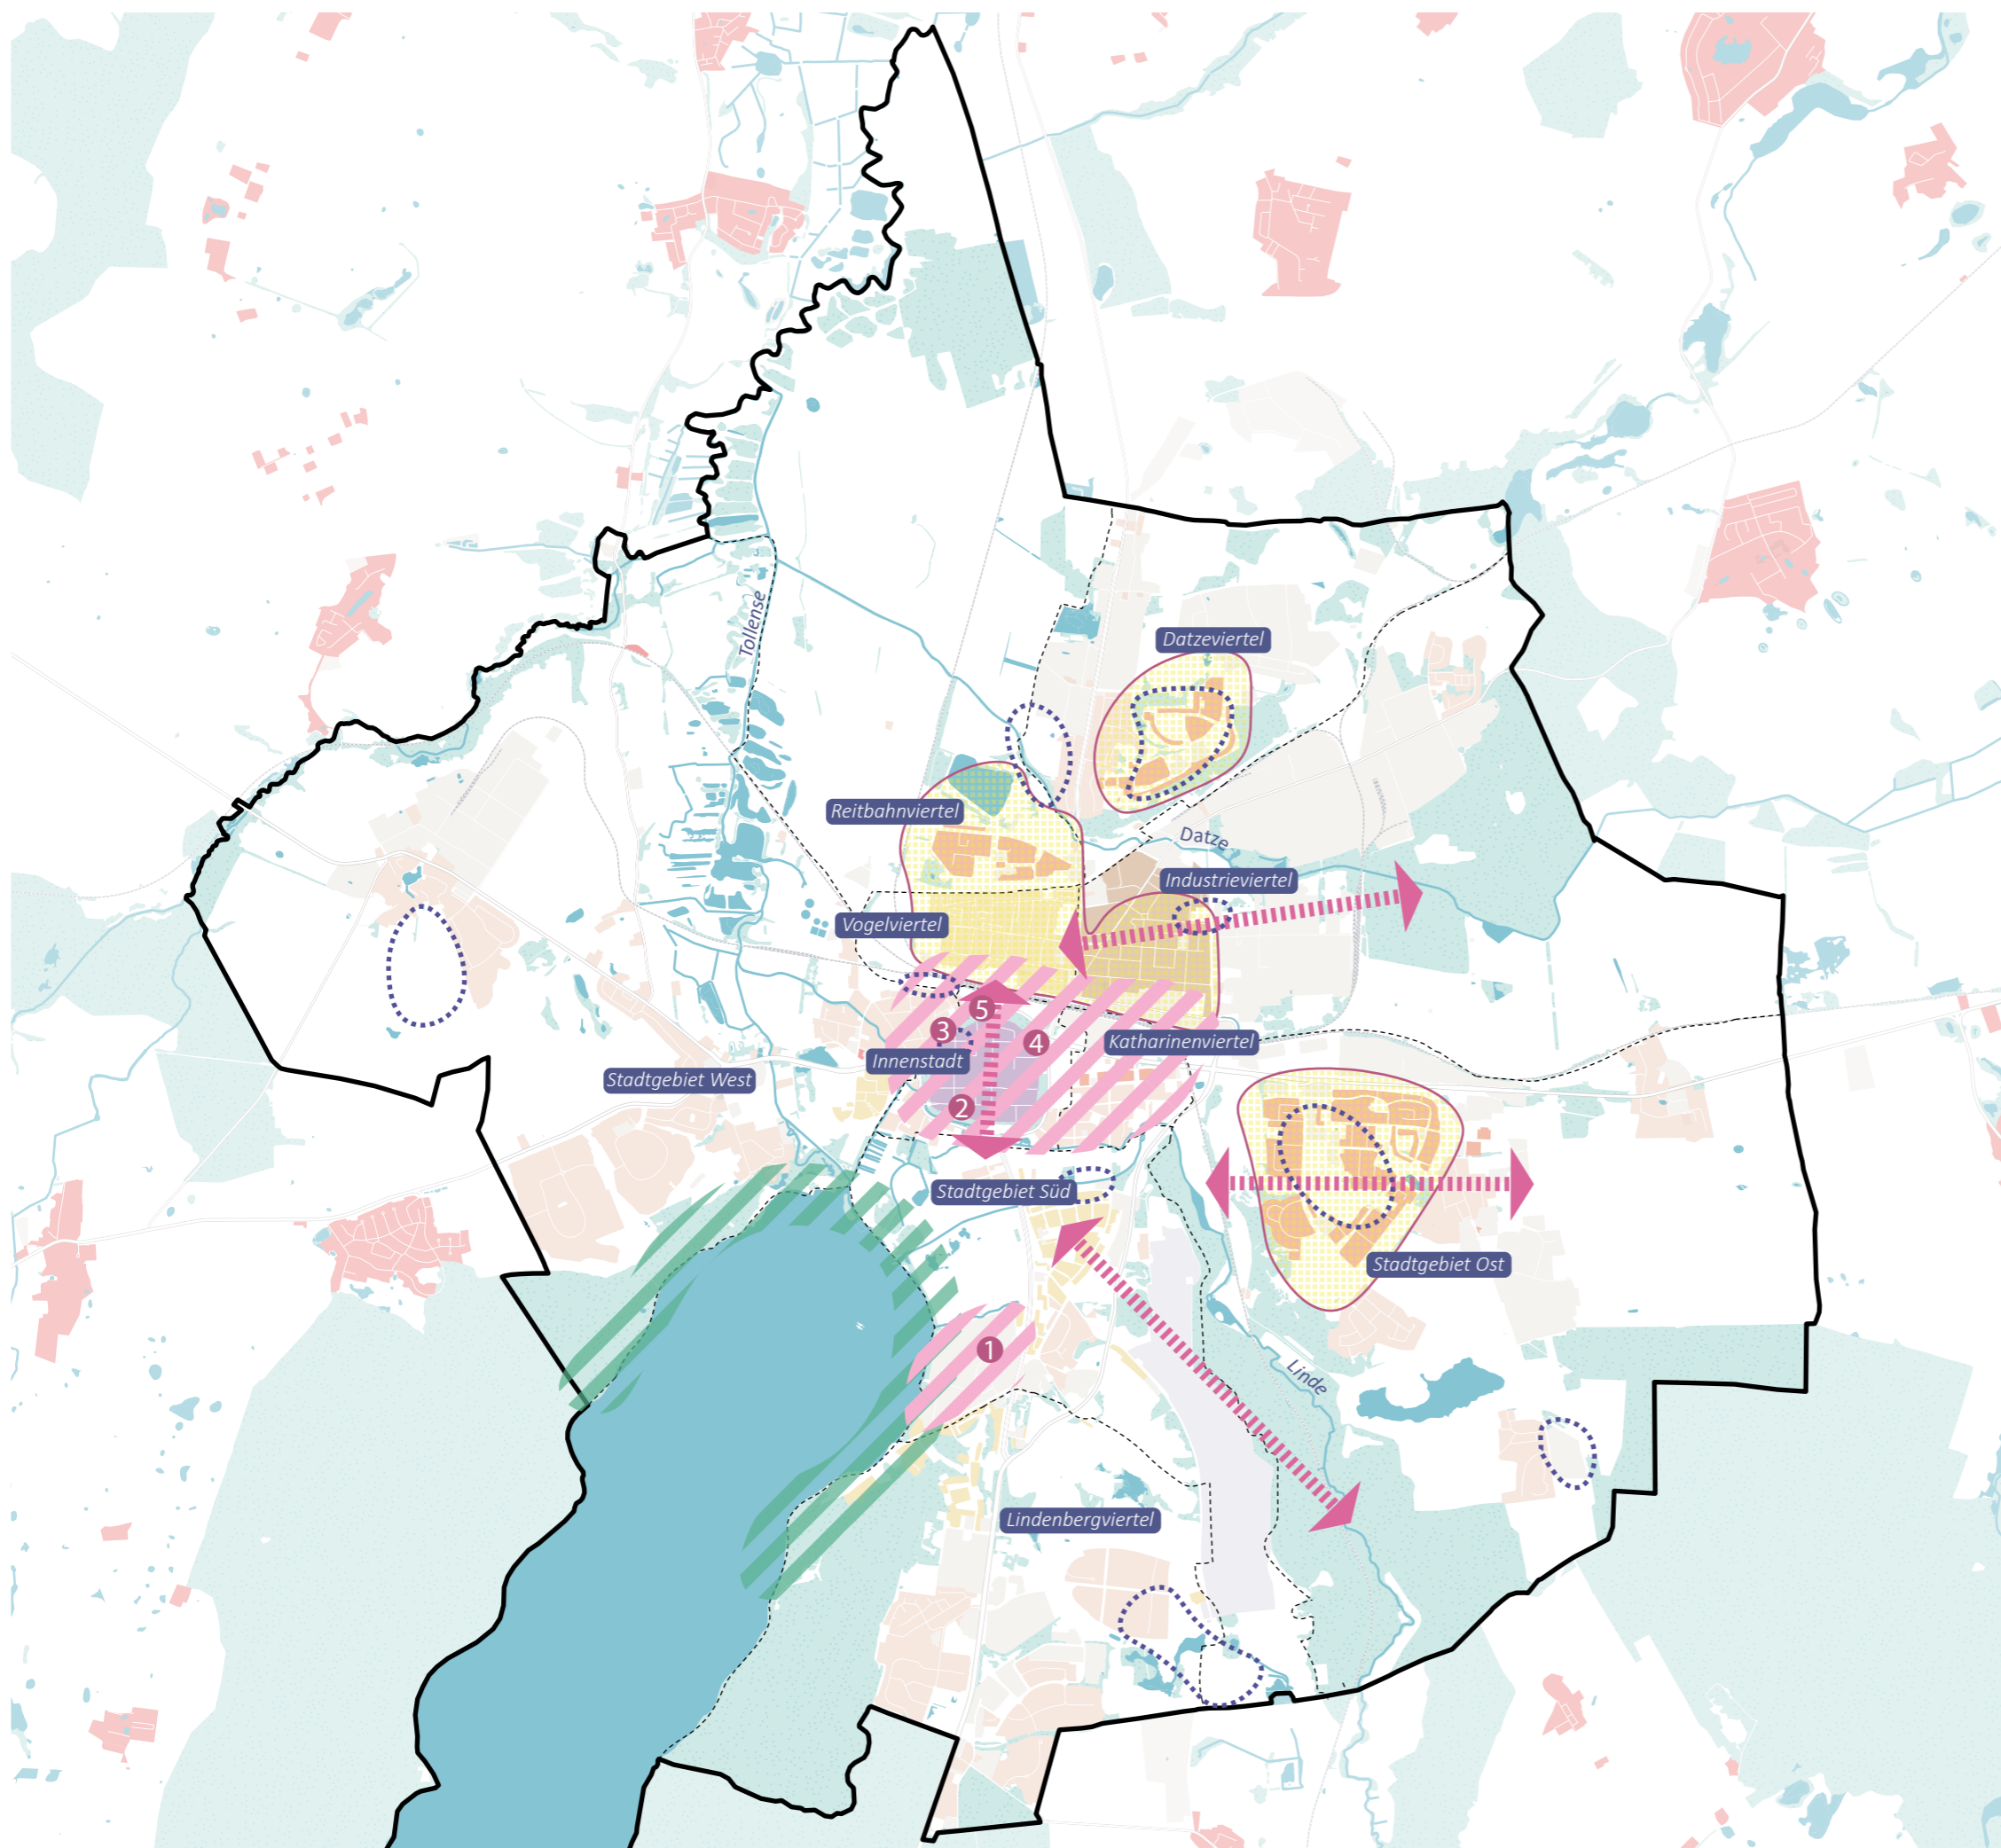 Tollense
Datzeviertel
Reitbahnviertel
Datze
Industrieviertel
Vogelviertel
5
3
4
Katharinenviertel
Innenstadt
Stadtgebiet West
2
Stadtgebiet Süd
Stadtgebiet Ost
1
Linde
Lindenbergviertel